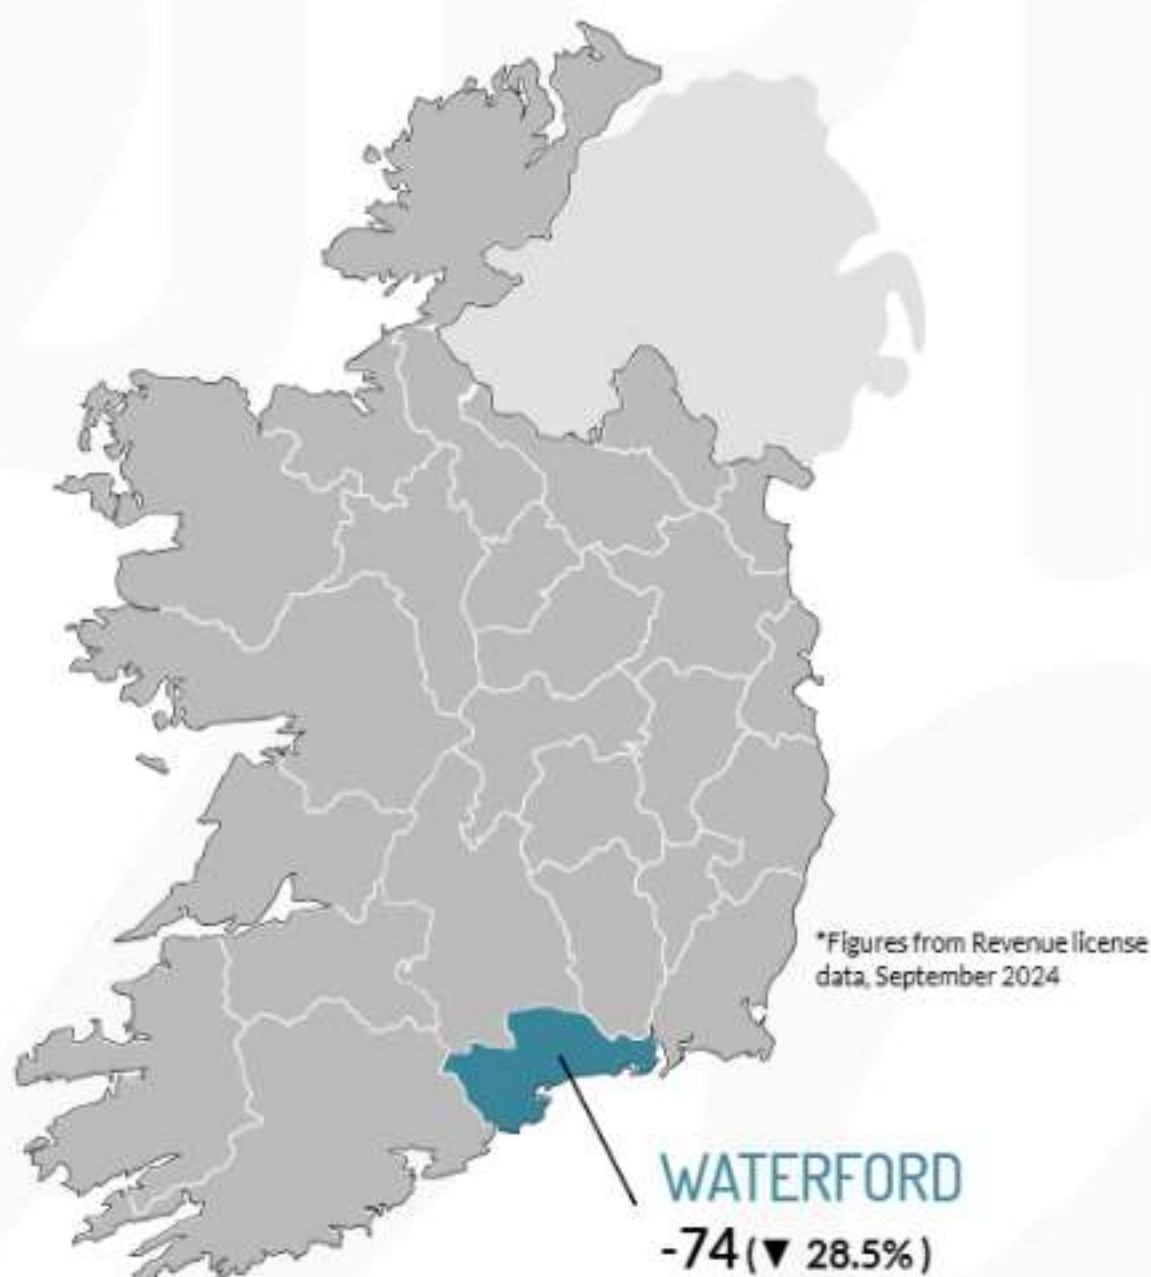 *Figures from Revenue license
data, September 2024
WATERFORD
-74 (▼ 28.5%)